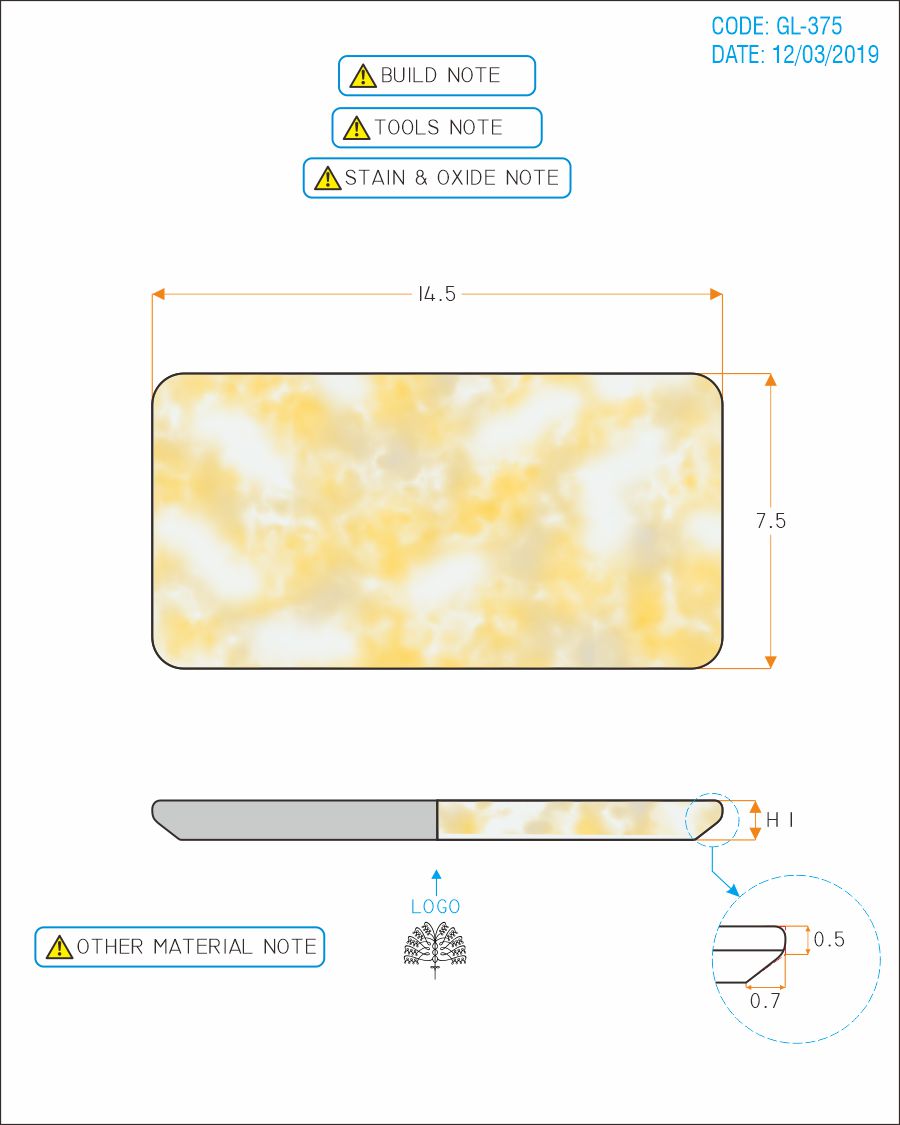 CODE: GL-375
DATE: 12/03/2019
BUILD NOTE
TOOLS NOTE
STAIN & OXIDE NOTE
14.5
7.5
H 1
LOGO
OTHER MATERIAL NOTE
0.5
0.7